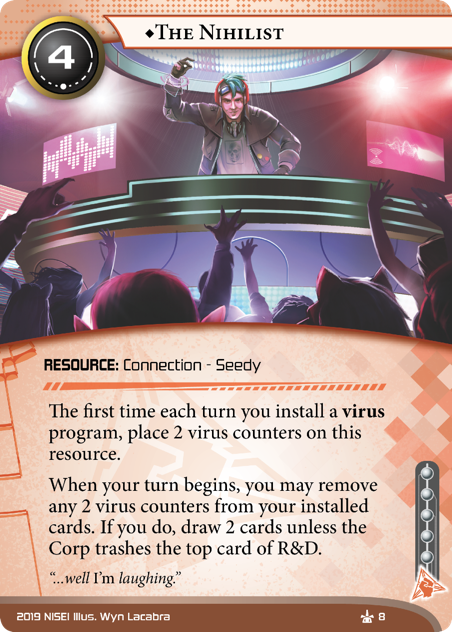 4
♦The Nihilist
RESOURCE: Connection - Seedy
The first time each turn you install a virus
program, place 2 virus counters on this
resource.
When your turn begins, you may remove
any 2 virus counters from your installed
cards. If you do, draw 2 cards unless the
Corp trashes the top card of R&D.
“...well I’m laughing.”
2019 NISEI Illus. Wyn Lacabra
8